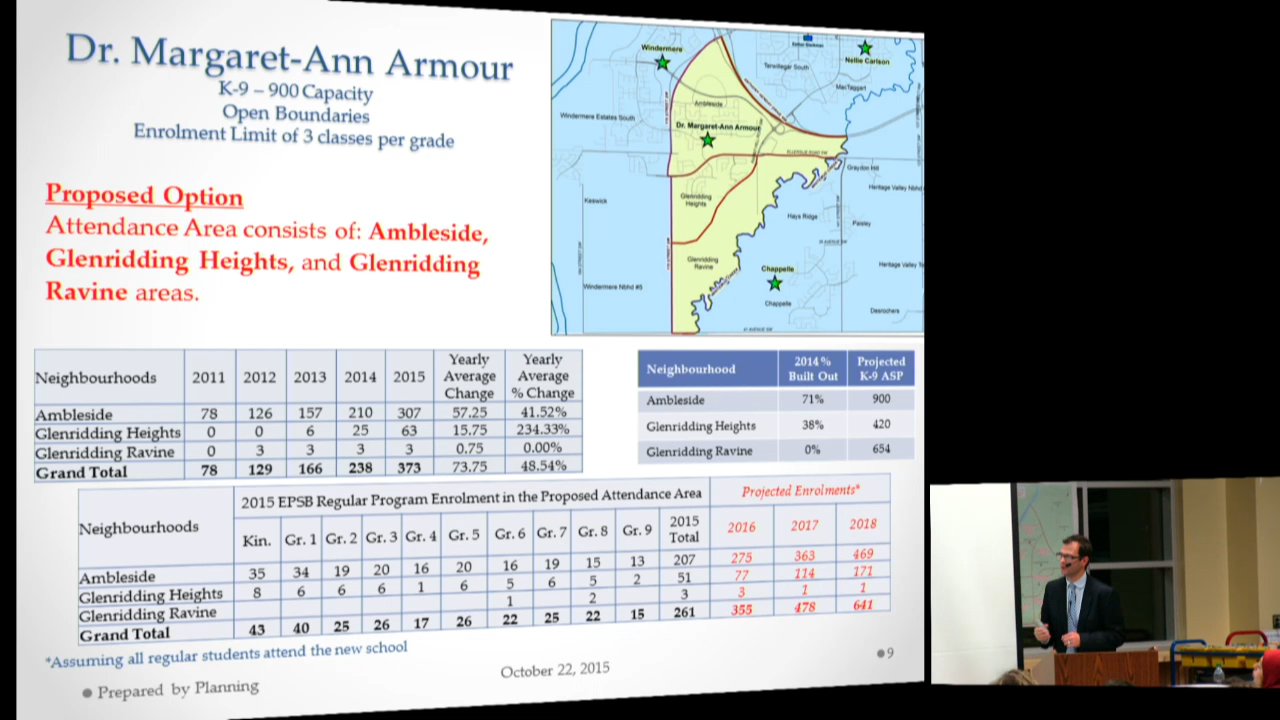 Dr. Margaret-Ann Armour
K-9 – 900 Capacity
Open Boundaries
Enrolment Limit of 3 classes per grade
Proposed Option
Attendance Area consists of: Ambleside,
Glenridding Heights, and Glenridding
Ravine areas.
Windermere
Nellie Carlson
Terwillegar South
MacTaggart
Ambleside
Windermere Estates South
Dr. Margaret-Ann Armour
Graydon Hill
Heritage Valley Nbhd
Keswick
Glenridding
Heights
Hays Ridge
Paisley
Glenridding
Ravine
Chappelle
Heritage Valley To
Windermere Nbhd #5
Chappelle
Desrochers
41 AVENUE SW
Neighbourhoods 2011 2012 2013 2014 2015 Yearly Average Change Yearly Average % Change
Ambleside 78 126 157 210 307 57.25 41.52%
Glenridding Heights 0 0 6 25 63 15.75 234.33%
Glenridding Ravine 0 3 3 3 3 0.75 0.00%
Grand Total 78 129 166 238 373 73.75 48.54%
Neighbourhood 2014 % Built Out Projected K-9 ASP
Ambleside 71% 900
Glenridding Heights 38% 420
Glenridding Ravine 0% 654
Neighbourhoods 2015 EPSB Regular Program Enrolment in the Proposed Attendance Area Projected Enrolments*
Kin. Gr. 1 Gr. 2 Gr. 3 Gr. 4 Gr. 5 Gr. 6 Gr. 7 Gr. 8 Gr. 9 2015 Total 2016 2017 2018
Ambleside 35 34 19 20 16 20 16 19 15 13 207 275 363 469
Glenridding Heights 8 6 6 6 1 6 5 6 5 2 51 77 114 171
Glenridding Ravine 1 2 3 3 1 1
Grand Total 43 40 25 26 17 26 22 25 22 15 261 355 478 641
*Assuming all regular students attend the new school
Prepared by Planning
October 22, 2015
9